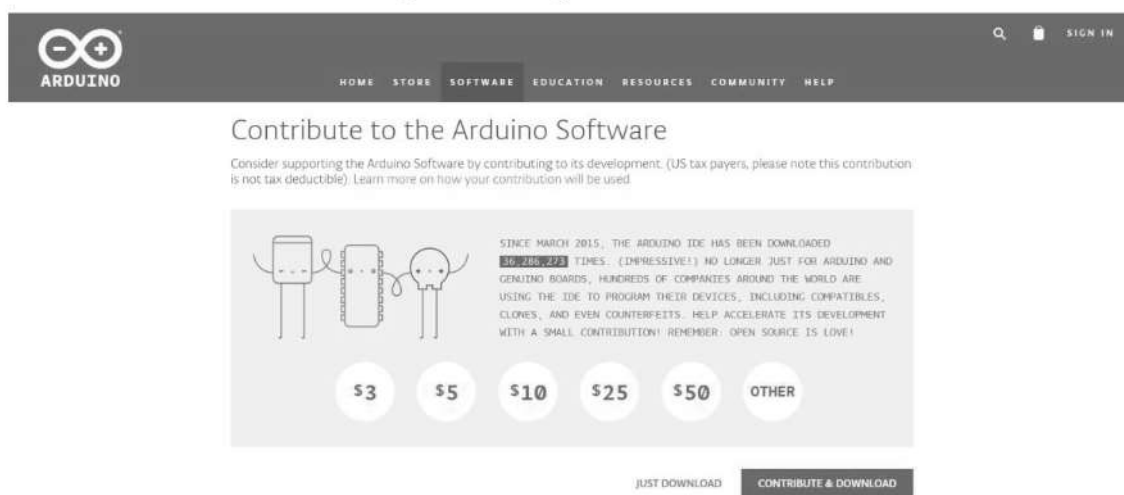 SIGN IN
ARDUINO
HOME STORE SOFTWARE EDUCATION RESOURCES COMMUNITY HELP
Contribute to the Arduino Software
Consider supporting the Arduino Software by contributing to its development. (US tax payers, please note this contribution
is not tax deductible). Learn more on how your contribution will be used.
SINCE MARCH 2015, THE ARDUINO IDE HAS BEEN DOWNLOADED
36,286,273 TIMES. (IMPRESSIVE!) NO LONGER JUST FOR ARDUINO AND
GENUINO BOARDS, HUNDREDS OF COMPANIES AROUND THE WORLD ARE
USING THE IDE TO PROGRAM THEIR DEVICES, INCLUDING COMPATIBLES,
CLONES, AND EVEN COUNTERFEITS. HELP ACCELERATE ITS DEVELOPMENT
WITH A SMALL CONTRIBUTION! REMEMBER: OPEN SOURCE IS LOVE!
$3 $5 $10 $25 $50 OTHER
JUST DOWNLOAD CONTRIBUTE & DOWNLOAD